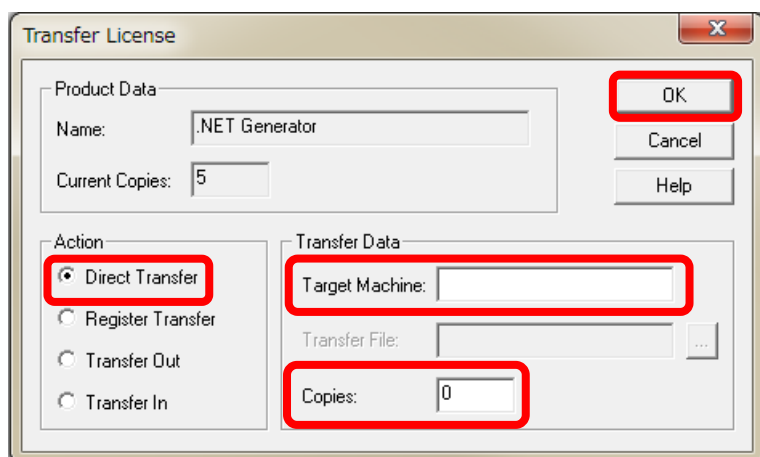 Transfer License
Product Data
Name: .NET Generator
Current Copies: 5
OK
Cancel
Help
Action
Direct Transfer
Register Transfer
Transfer Out
Transfer In
Transfer Data
Target Machine:
Transfer File: ...
Copies: 0